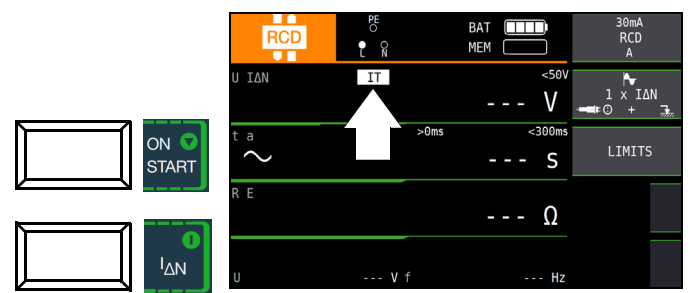 RCD
PE
L N
BAT
MEM
30mA
RCD
A
U IΔN
IT
<50V
--- V
1 x IΔN
+
t a
>0ms
<300ms
--- s
LIMITS
R E
--- Ω
U
--- V f
--- Hz
ON
START
IΔN